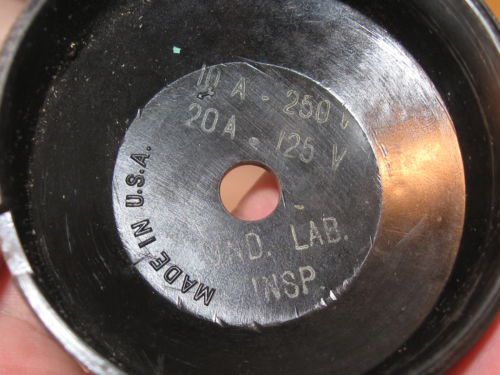 10 A - 250 V
20 A - 125 V
UND. LAB.
INSP.
MADE IN U.S.A.